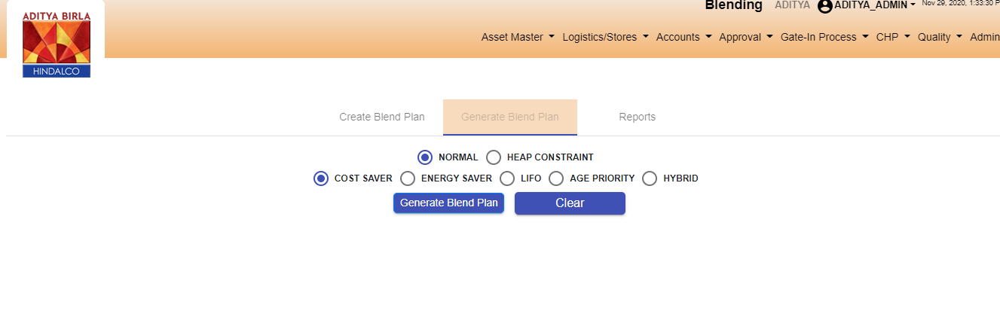 Blending ADITYA ADITYA_ADMIN Nov 29, 2020, 1:33:30 P
ADITYA BIRLA
HINDALCO
Asset Master Logistics/Stores Accounts Approval Gate-In Process CHP Quality Admin
Create Blend Plan Generate Blend Plan Reports
NORMAL HEAP CONSTRAINT
COST SAVER ENERGY SAVER LIFO AGE PRIORITY HYBRID
Generate Blend Plan Clear